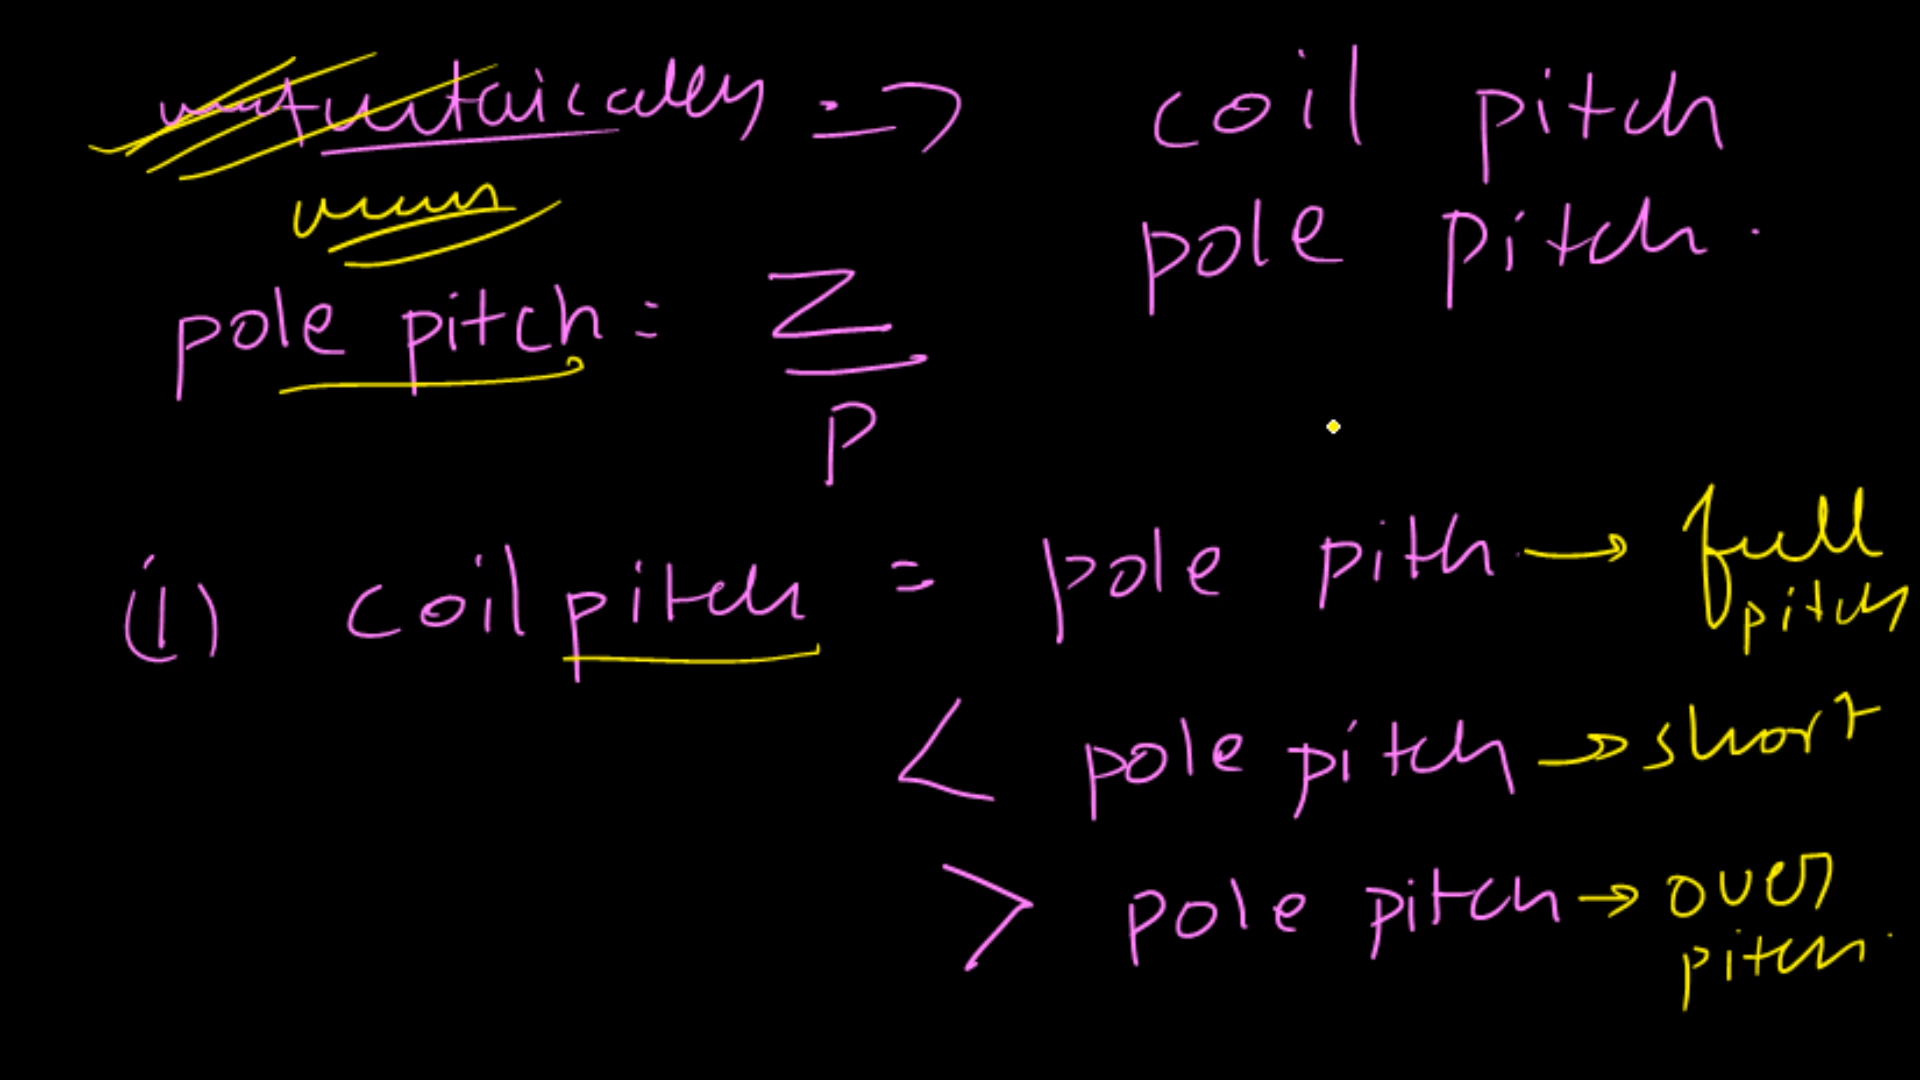 => coil pitch
pole pitch.
pole pitch = Z
P
(1) coil pitch = pole pith → full
pitch
< pole pitch → short
> pole pitch → over
pitch.